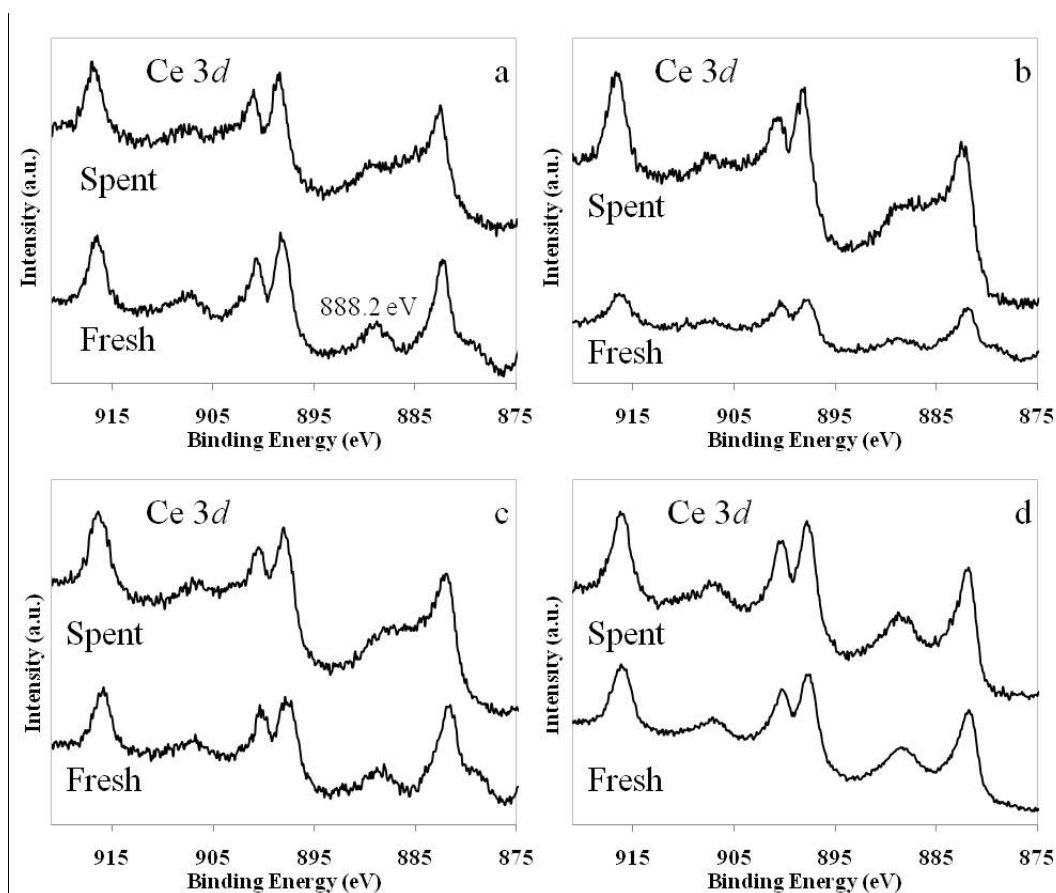 Ce 3d
a
Spent
888.2 eV
Fresh
Intensity (a.u.)
915 905 895 885 875
Binding Energy (eV)
Ce 3d
b
Spent
Fresh
Intensity (a.u.)
915 905 895 885 875
Binding Energy (eV)
Ce 3d
c
Spent
Fresh
Intensity (a.u.)
915 905 895 885 875
Binding Energy (eV)
Ce 3d
d
Spent
Fresh
Intensity (a.u.)
915 905 895 885 875
Binding Energy (eV)